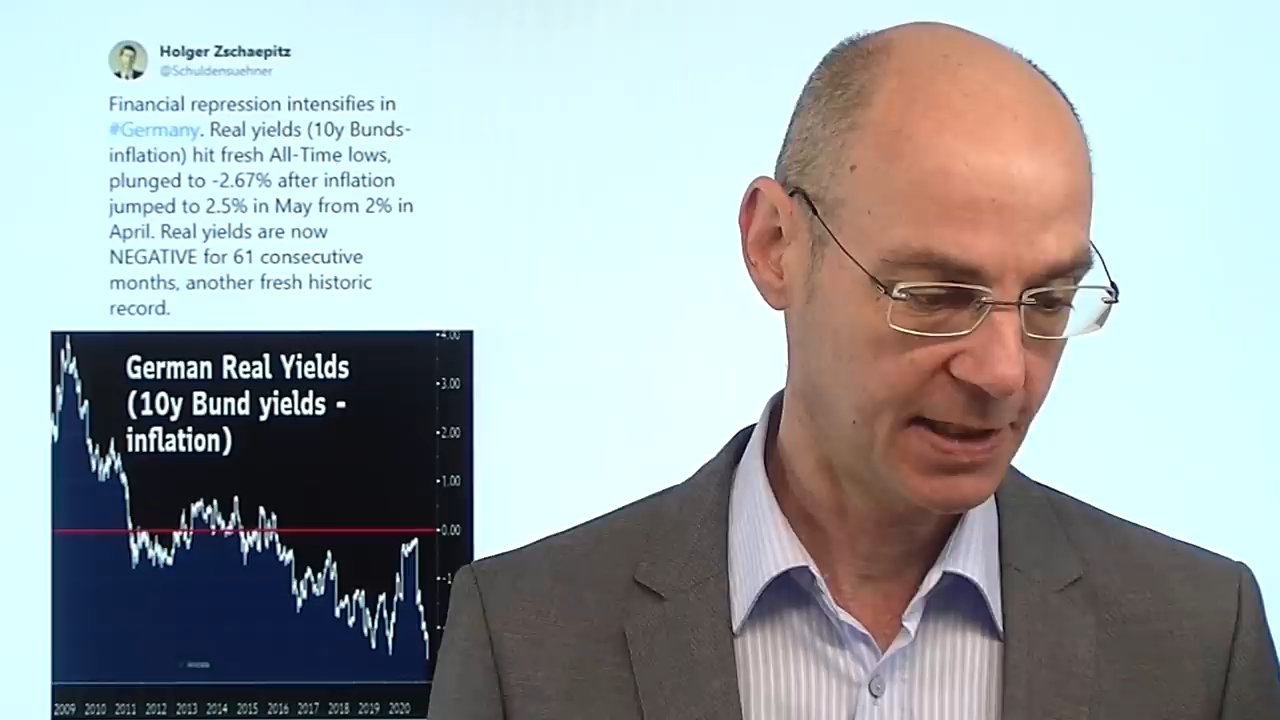 Holger Zschaepitz
@Schuldensuehner
Financial repression intensifies in
#Germany. Real yields (10y Bunds-
inflation) hit fresh All-Time lows,
plunged to -2.67% after inflation
jumped to 2.5% in May from 2% in
April. Real yields are now
NEGATIVE for 61 consecutive
months, another fresh historic
record.
German Real Yields
(10y Bund yields -
inflation)
4.00
3.00
2.00
1.00
0.00
-1
2009 2010 2011 2012 2013 2014 2015 2016 2017 2018 2019 2020